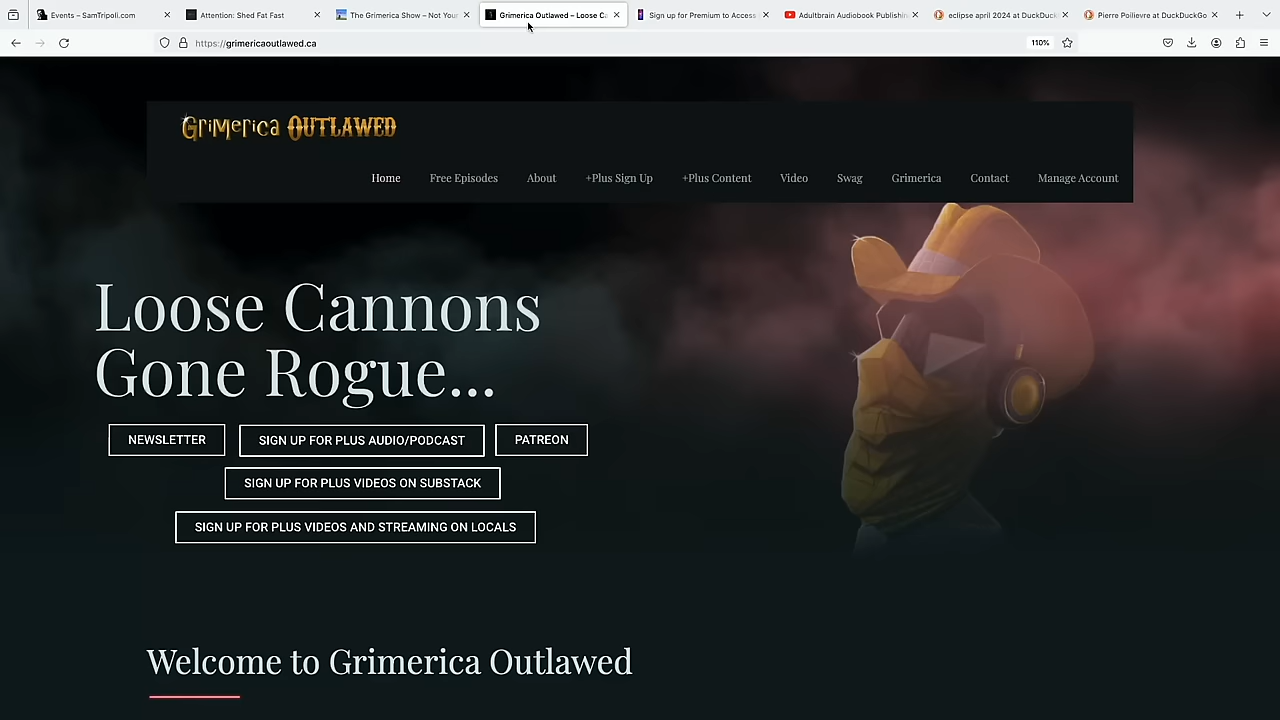 Events – SamTripoli.com
Attention: Shed Fat Fast
The Grimerica Show – Not Your
Grimerica Outlawed – Loose C
Sign up for Premium to Access
Adultbrain Audiobook Publishin
eclipse april 2024 at DuckDuck
Pierre Poilievre at DuckDuckGo
https://grimericaoutlawed.ca
110%
Grimerica OUTLAWED
Home Free Episodes About +Plus Sign Up +Plus Content Video Swag Grimerica Contact Manage Account
Loose Cannons
Gone Rogue...
NEWSLETTER SIGN UP FOR PLUS AUDIO/PODCAST PATREON
SIGN UP FOR PLUS VIDEOS ON SUBSTACK
SIGN UP FOR PLUS VIDEOS AND STREAMING ON LOCALS
Welcome to Grimerica Outlawed